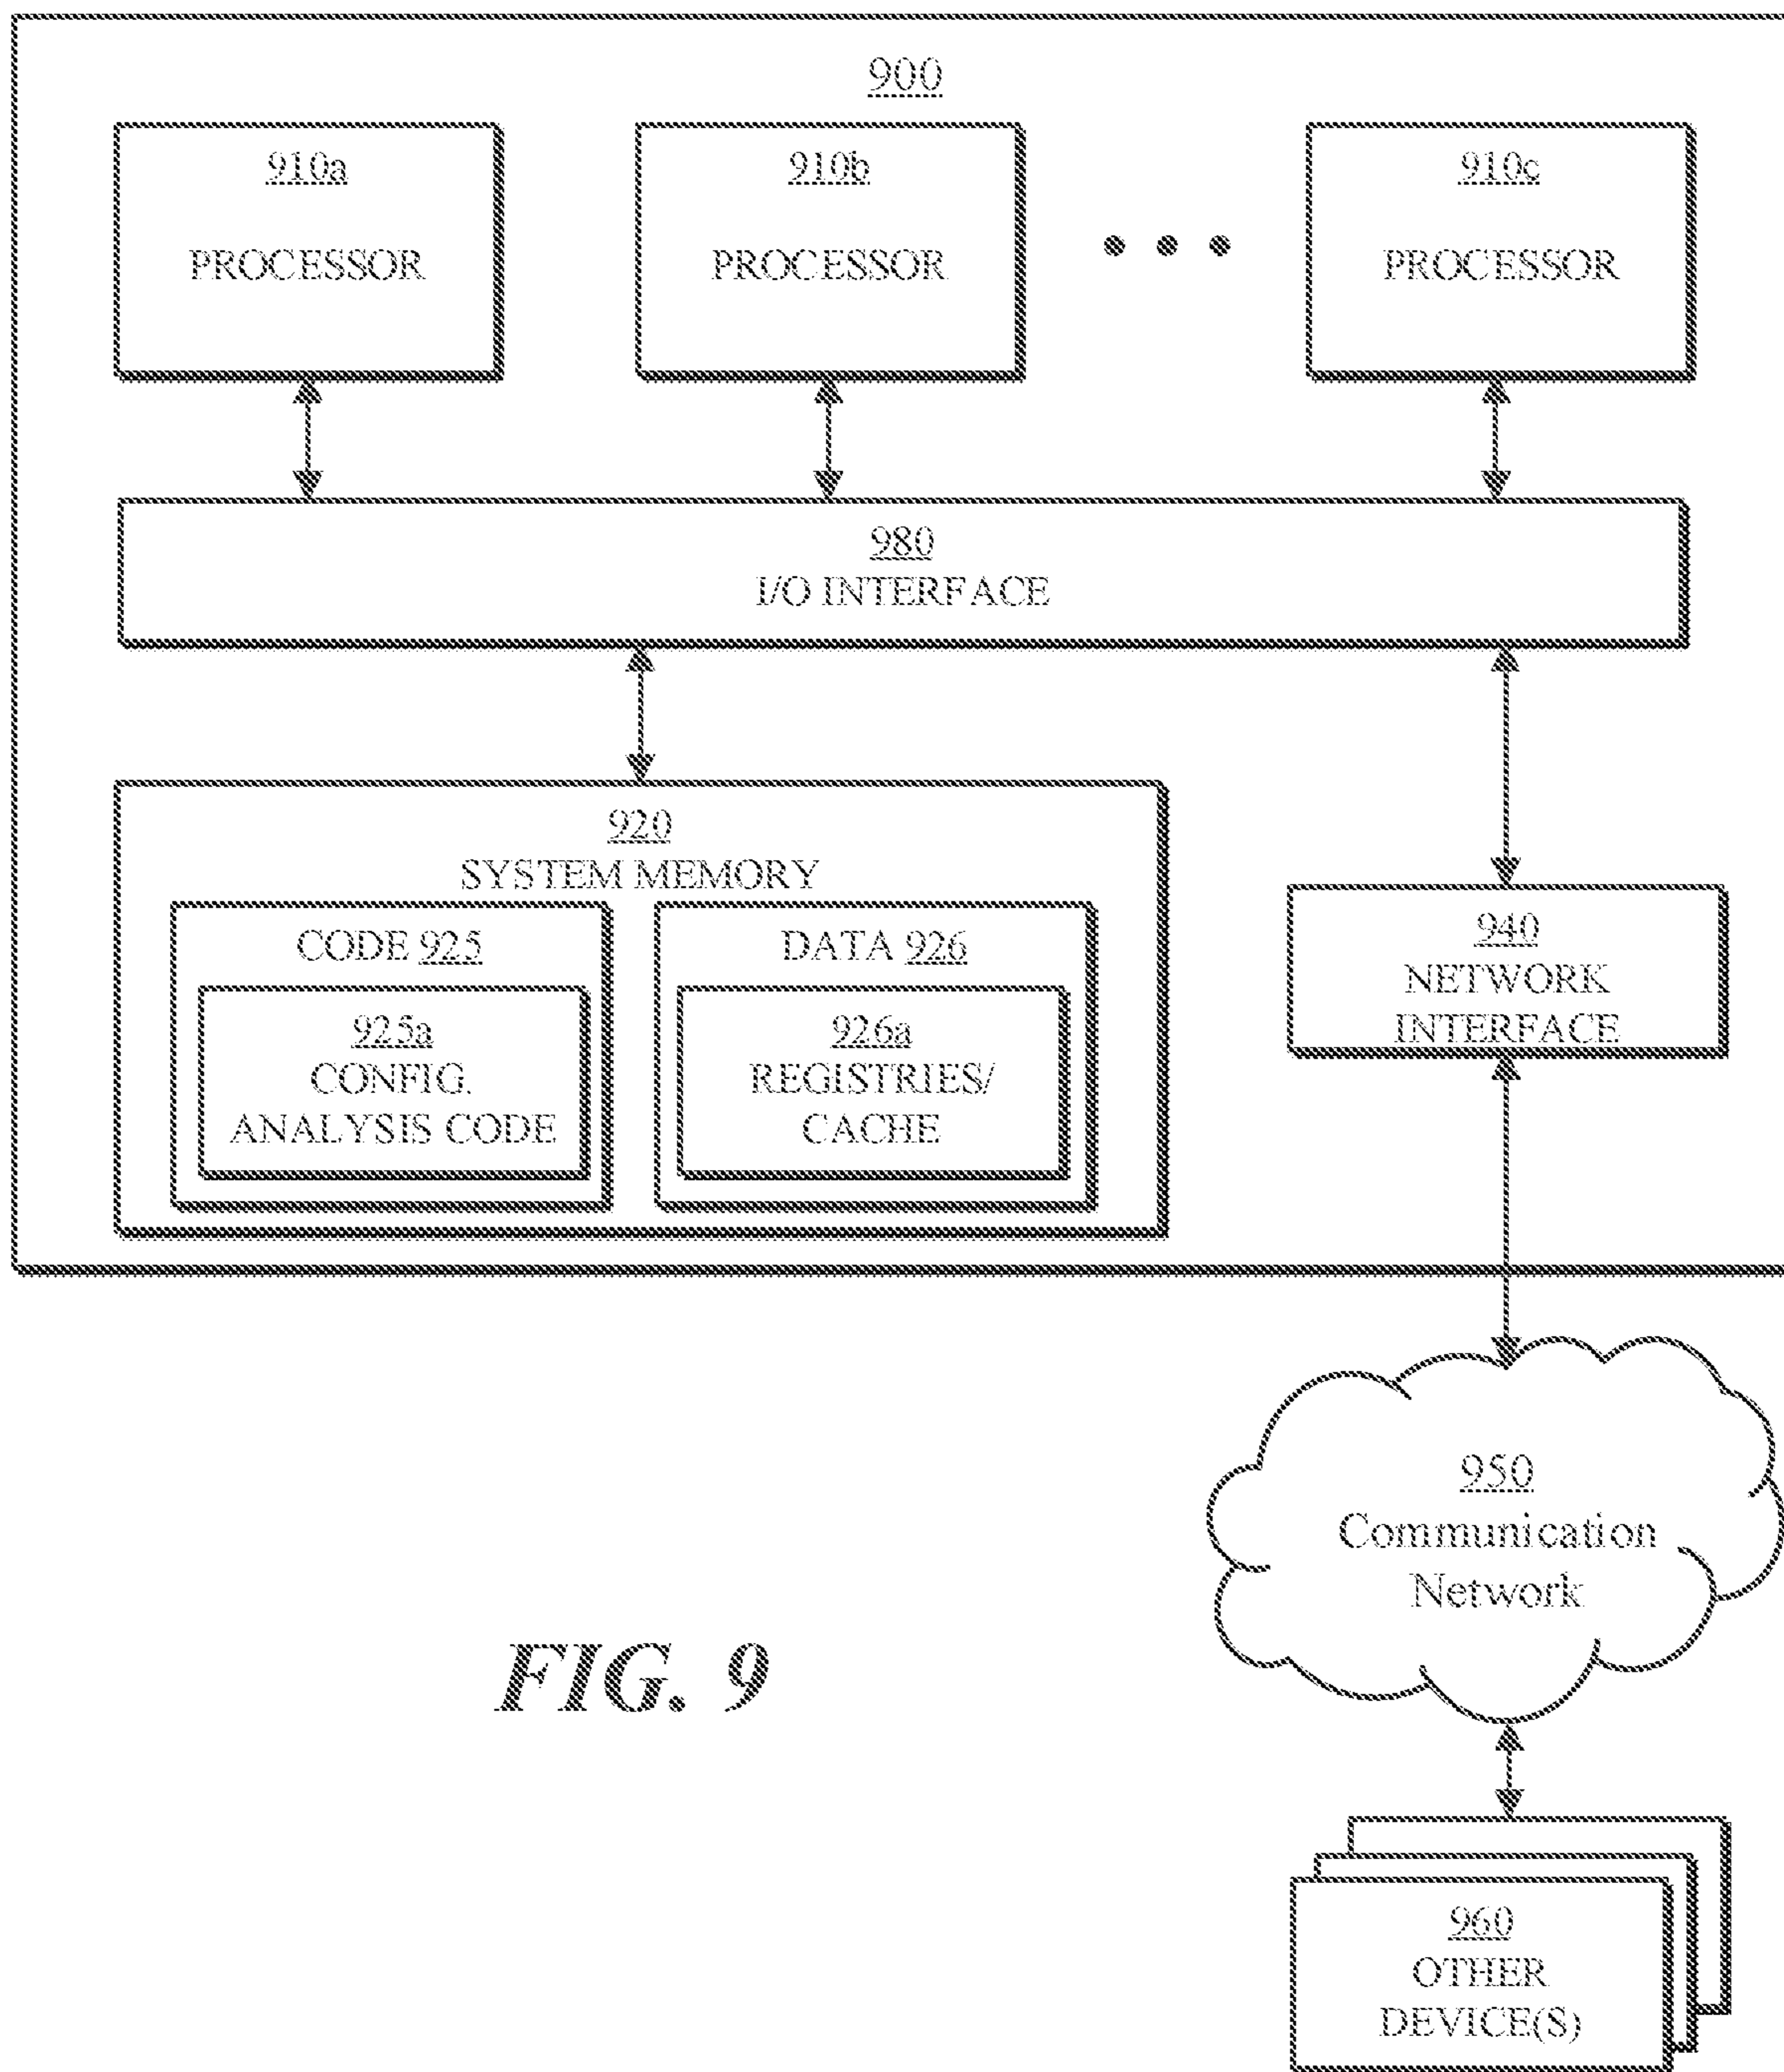 900
910a
PROCESSOR
910b
PROCESSOR
910c
PROCESSOR
980
I/O INTERFACE
920
SYSTEM MEMORY
CODE 925
925a
CONFIG.
ANALYSIS CODE
DATA 926
926a
REGISTRIES/
CACHE
940
NETWORK
INTERFACE
950
Communication
Network
960
OTHER
DEVICE(S)
FIG. 9